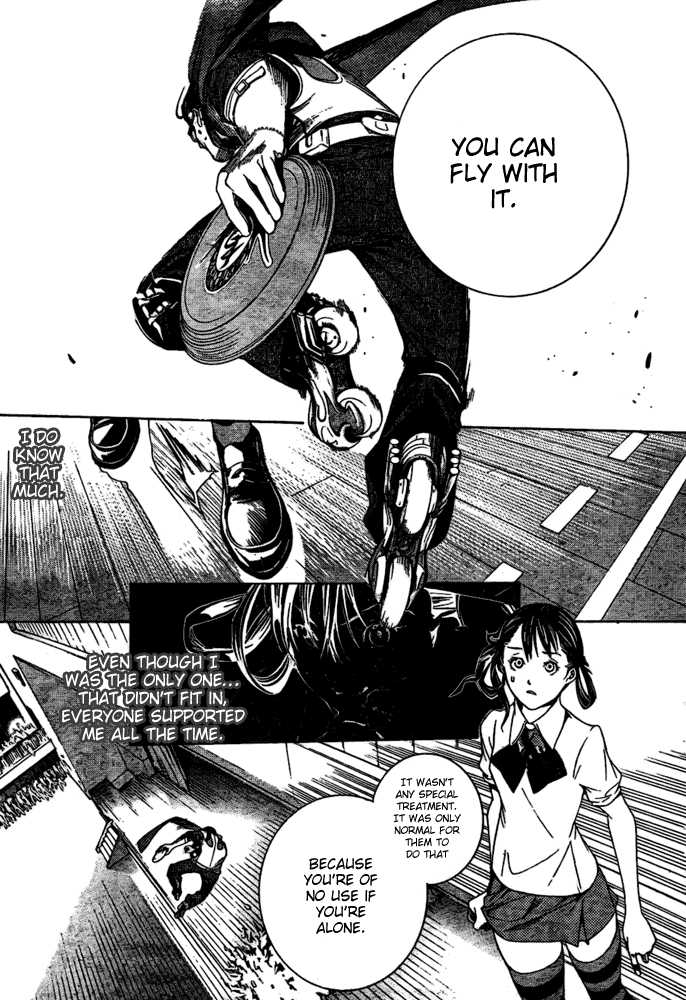 YOU CAN
FLY WITH
IT.
I DO
KNOW
THAT
MUCH.
EVEN THOUGH I
WAS THE ONLY ONE...
THAT DIDN'T FIT IN,
EVERYONE SUPPORTED
ME ALL THE TIME.
IT WASN'T
ANY SPECIAL
TREATMENT.
IT WAS ONLY
NORMAL FOR
THEM TO
DO THAT
BECAUSE
YOU'RE OF
NO USE IF
YOU'RE
ALONE.